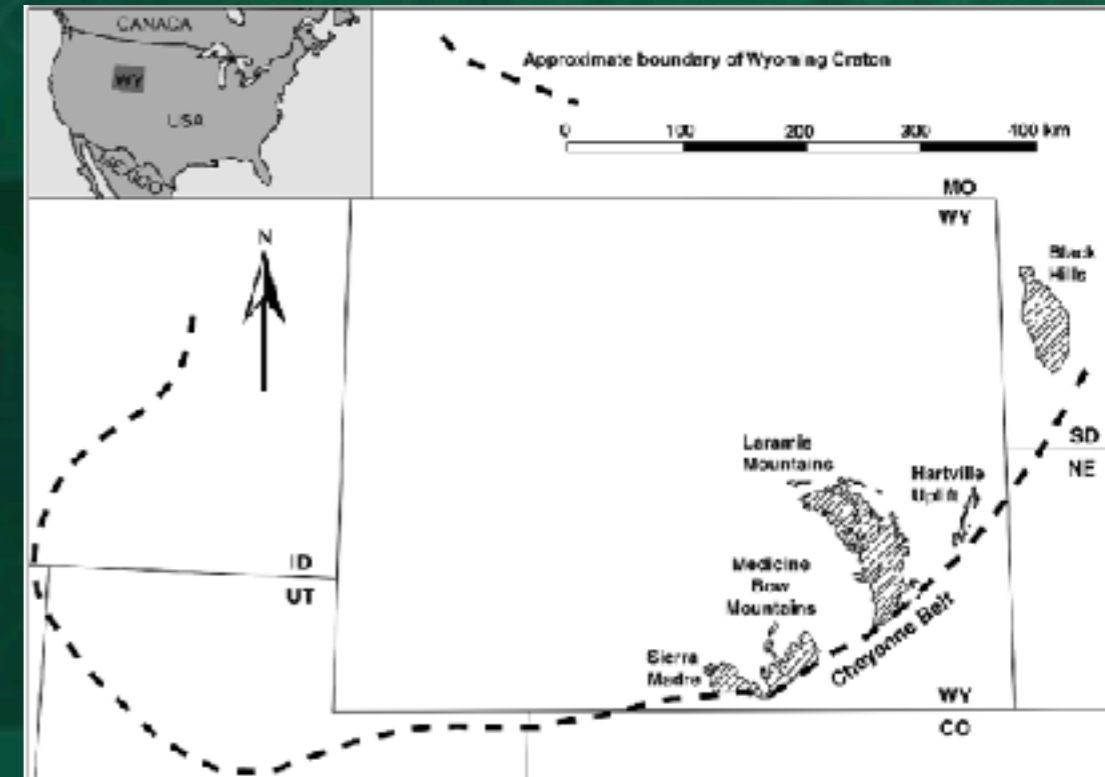 CANADA
WY
USA
Approximate boundary of Wyoming Craton
0 100 200 300 400 km
MO
WY
N
Black
Hills
Laramie
Mountains
Hartville
Uplift
SD
NE
ID
UT
Medicine
Bow
Mountains
Cheyenne Belt
Sierra
Madre
WY
CO